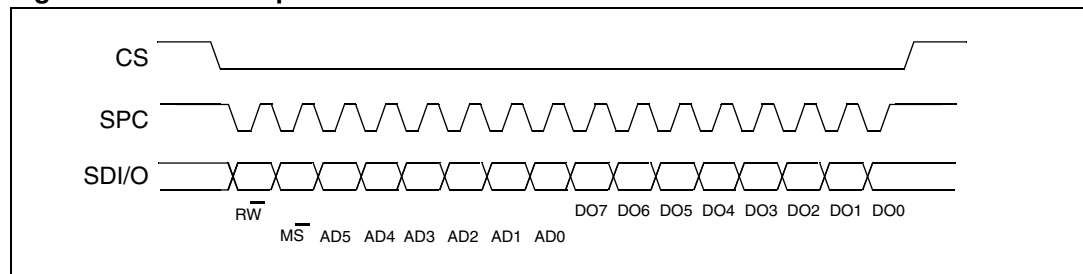 CS
SPC
SDI/O
RW̅
DO7 DO6 DO5 DO4 DO3 DO2 DO1 DO0
MS̅ AD5 AD4 AD3 AD2 AD1 AD0